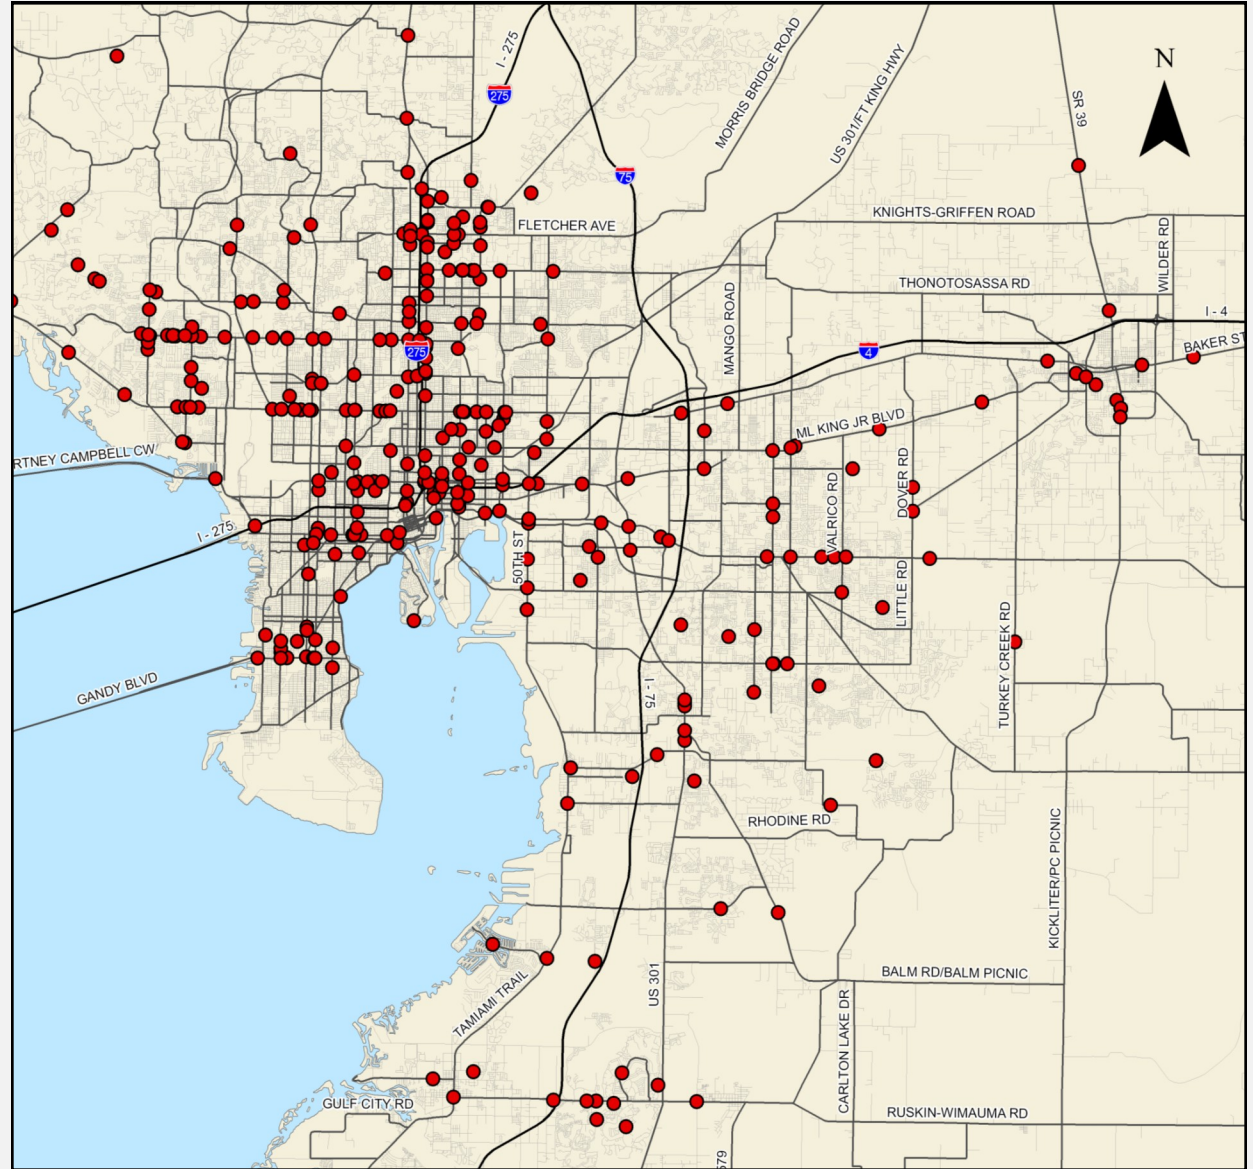 I - 275
275
MORRIS BRIDGE ROAD
US 301/FT KING HWY
N
SR 39
75
KNIGHTS-GRIFFEN ROAD
FLETCHER AVE
WILDER RD
THONOTOSASSA RD
MANGO ROAD
I - 4
275
4
BAKER ST
ML KING JR BLVD
RTNEY CAMPBELL CW
DOVER RD
VALRICO RD
I - 275
50TH ST
LITTLE RD
TURKEY CREEK RD
GANDY BLVD
I - 75
RHODINE RD
KICKLITER/PC PICNIC
BALM RD/BALM PICNIC
US 301
TAMIAMI TRAIL
CARLTON LAKE DR
GULF CITY RD
RUSKIN-WIMAUMA RD
579